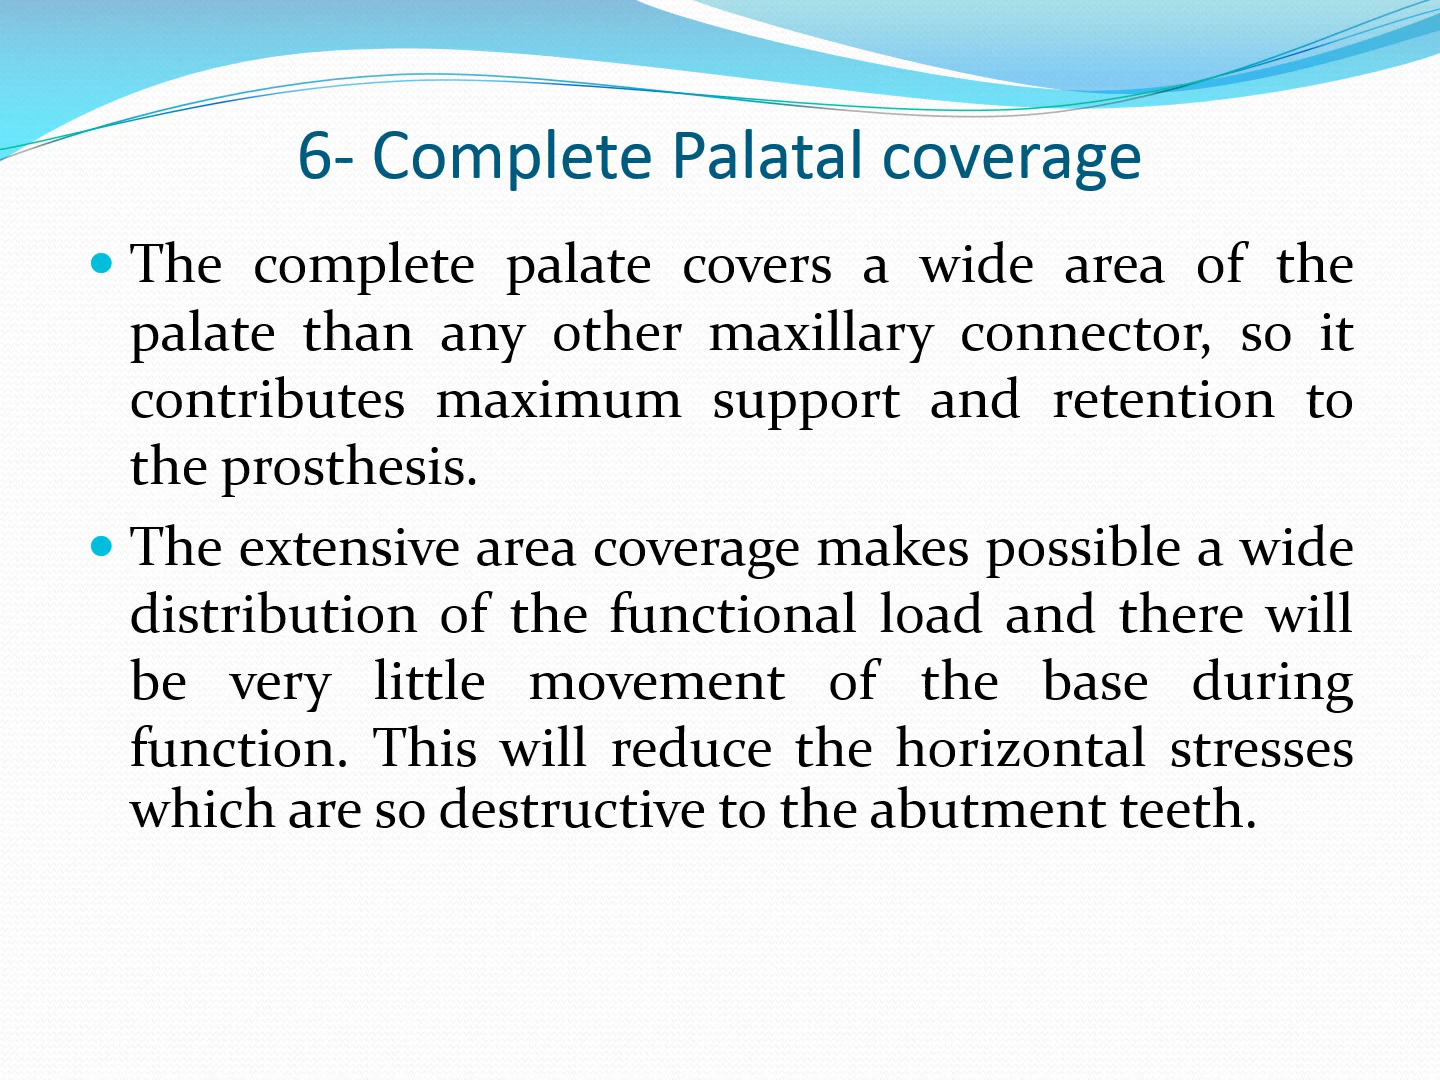 6- Complete Palatal coverage
• The complete palate covers a wide area of the
palate than any other maxillary connector, so it
contributes maximum support and retention to
the prosthesis.
• The extensive area coverage makes possible a wide
distribution of the functional load and there will
be very little movement of the base during
function. This will reduce the horizontal stresses
which are so destructive to the abutment teeth.